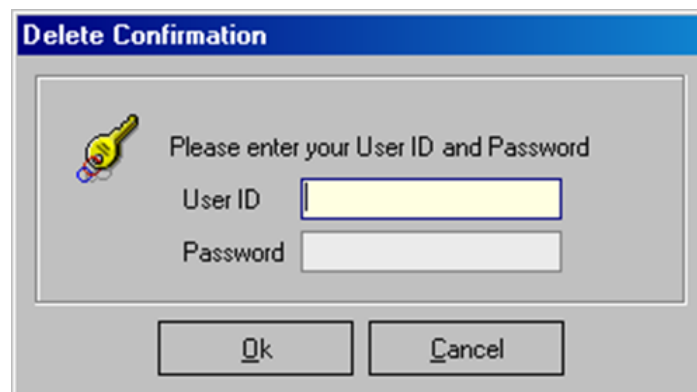 Delete Confirmation
Please enter your User ID and Password
User ID
Password
Ok Cancel